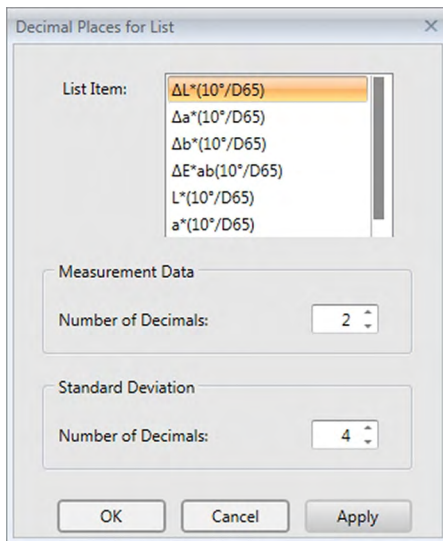 Decimal Places for List
List Item:
ΔL*(10°/D65)
Δa*(10°/D65)
Δb*(10°/D65)
ΔE*ab(10°/D65)
L*(10°/D65)
a*(10°/D65)
Measurement Data
Number of Decimals: 2
Standard Deviation
Number of Decimals: 4
OK Cancel Apply